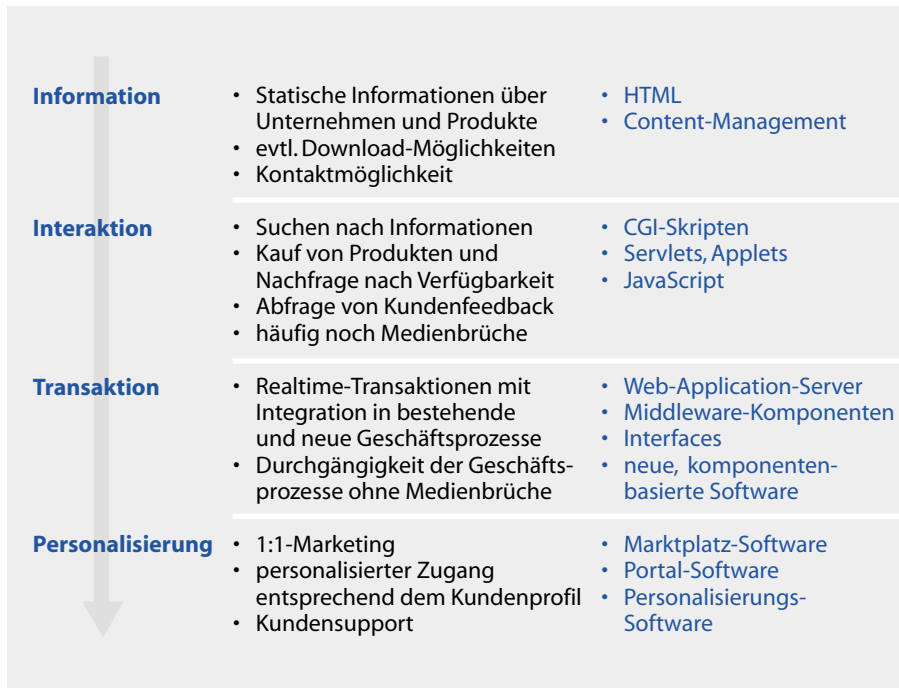 Information
• Statische Informationen über
Unternehmen und Produkte
• evtl. Download-Möglichkeiten
• Kontaktmöglichkeit
• HTML
• Content-Management
Interaktion
• Suchen nach Informationen
• Kauf von Produkten und
Nachfrage nach Verfügbarkeit
• Abfrage von Kundenfeedback
• häufig noch Medienbrüche
• CGI-Skripten
• Servlets, Applets
• JavaScript
Transaktion
• Realtime-Transaktionen mit
Integration in bestehende
und neue Geschäftsprozesse
• Durchgängigkeit der Geschäfts-
prozesse ohne Medienbrüche
• Web-Application-Server
• Middleware-Komponenten
• Interfaces
• neue, komponenten-
basierte Software
Personalisierung
• 1:1-Marketing
• personalisierter Zugang
entsprechend dem Kundenprofil
• Kundensupport
• Marktplatz-Software
• Portal-Software
• Personalisierungs-
Software